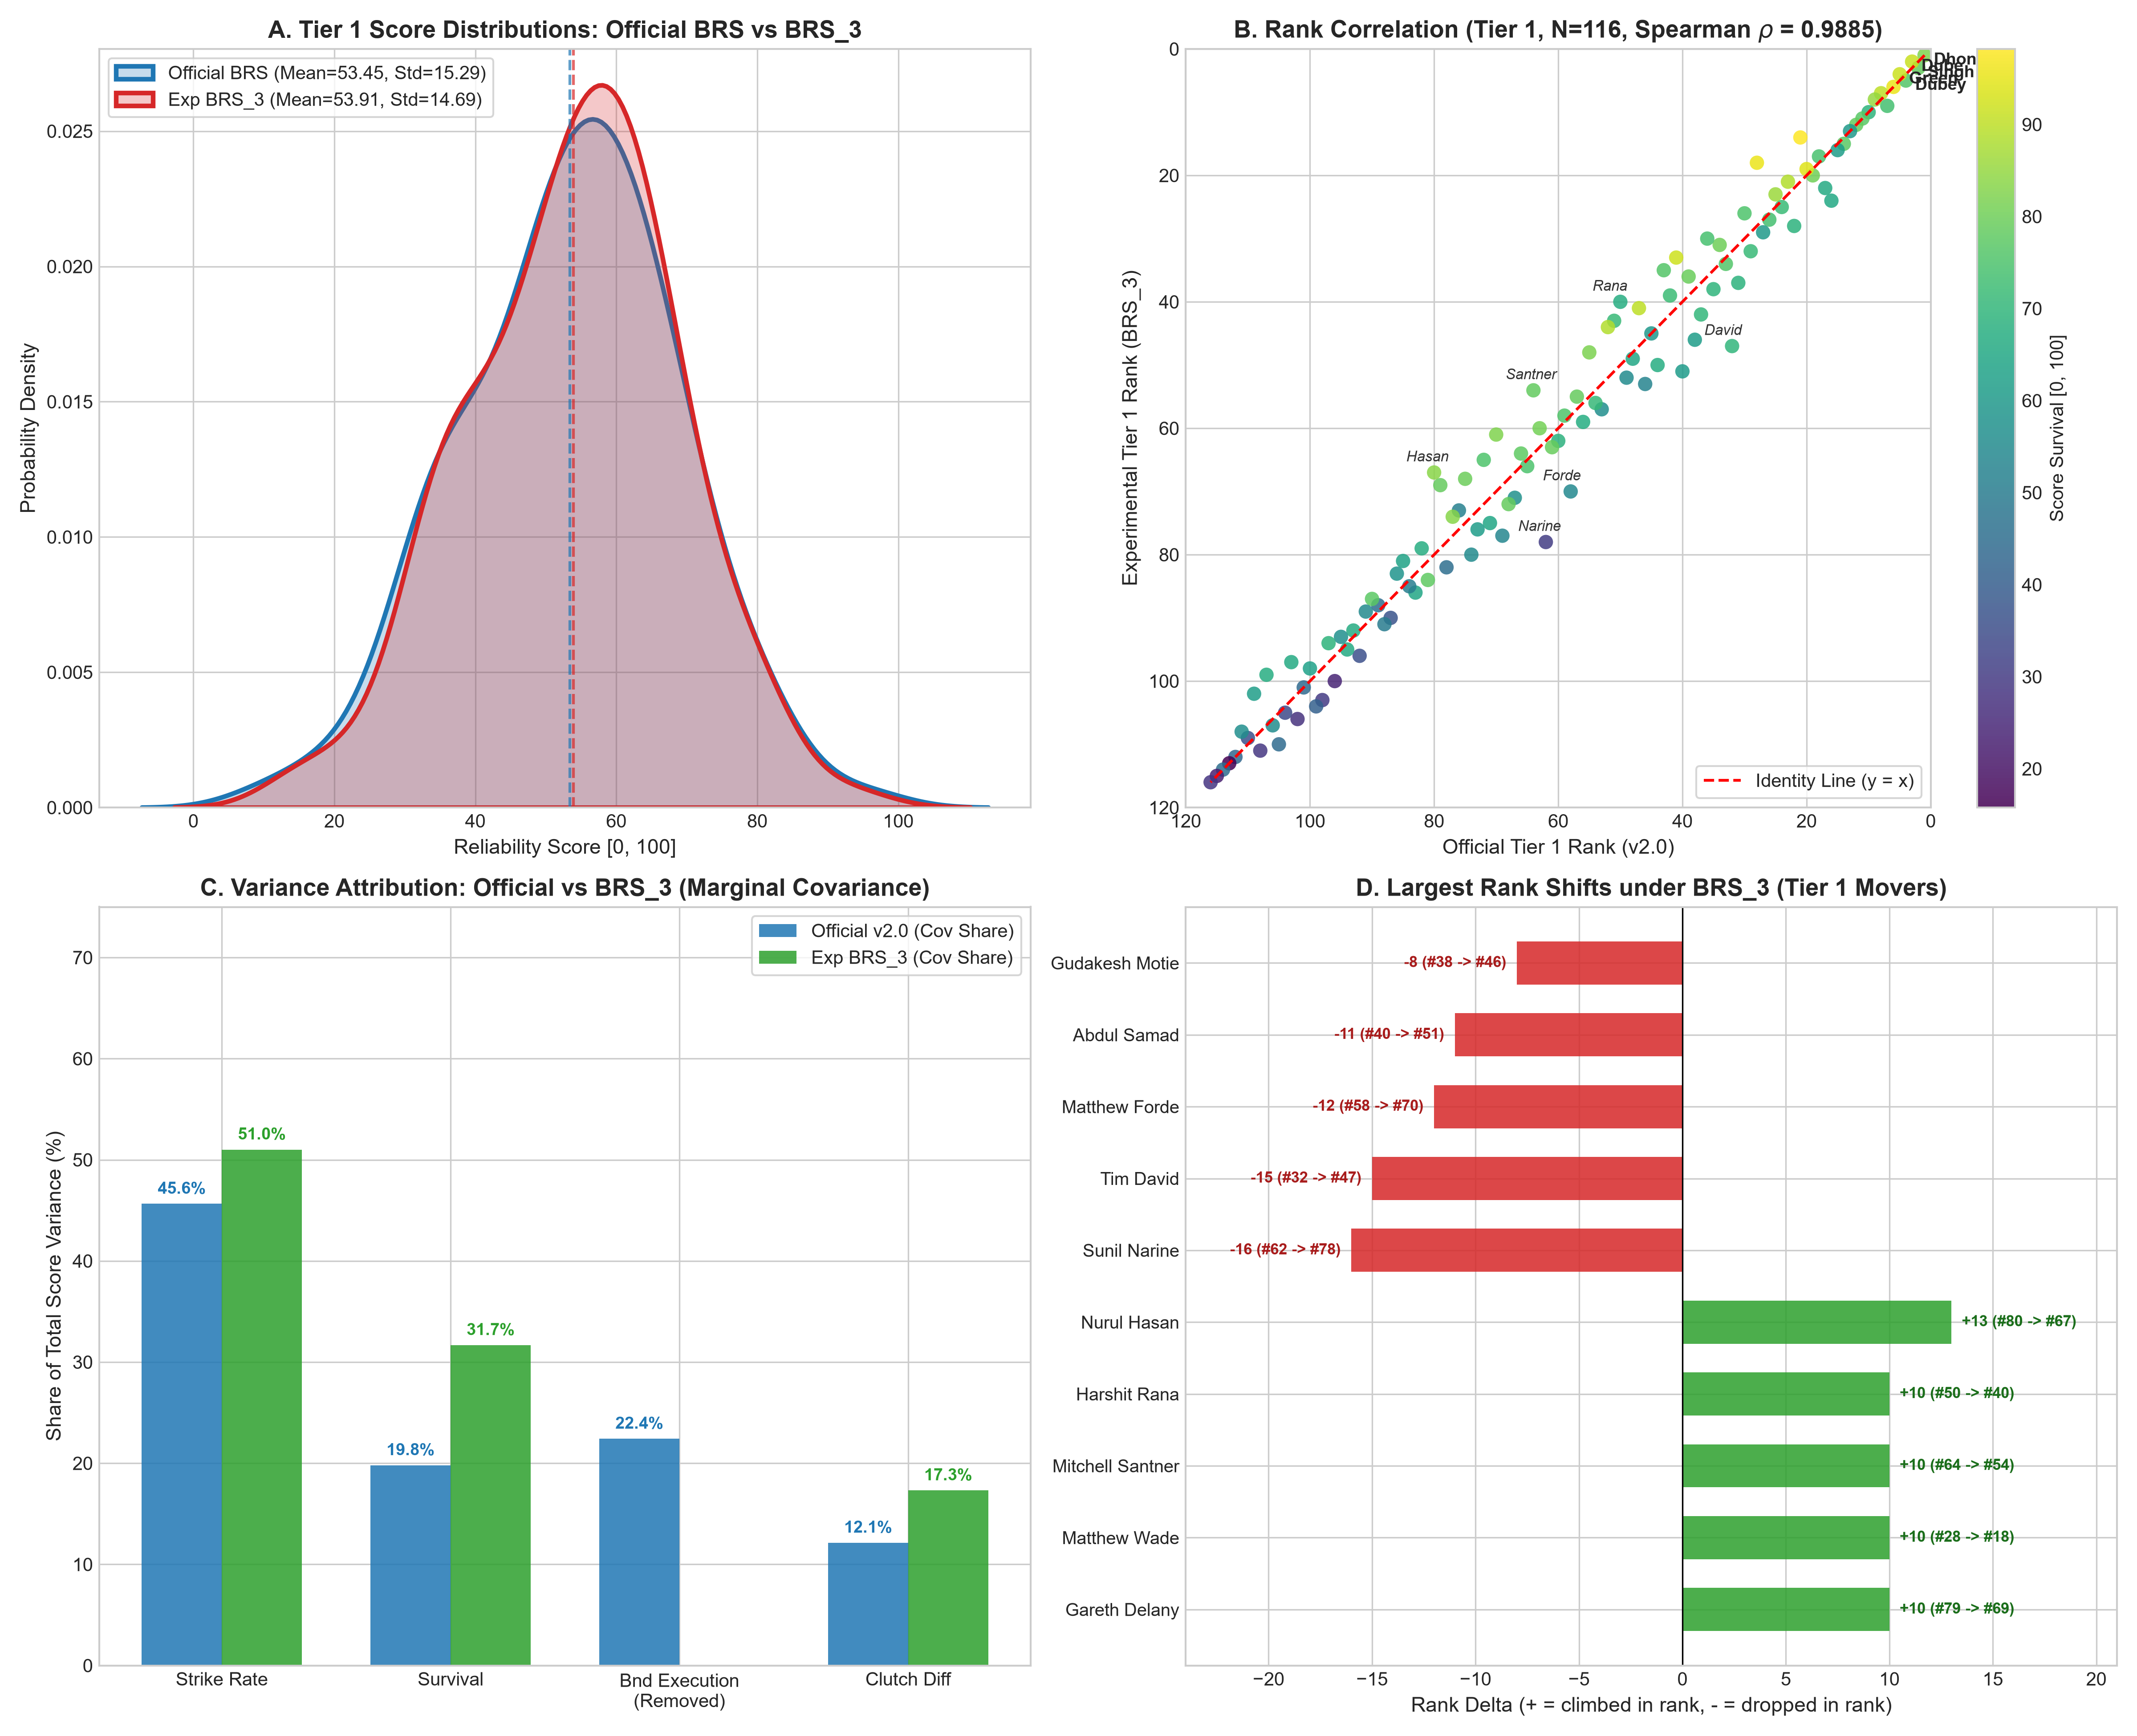 A. Tier 1 Score Distributions: Official BRS vs BRS_3
Official BRS (Mean=53.45, Std=15.29)
Exp BRS_3 (Mean=53.91, Std=14.69)
Probability Density
0.025
0.020
0.015
0.010
0.005
0.000
0 20 40 60 80 100
Reliability Score [0, 100]
B. Rank Correlation (Tier 1, N=116, Spearman ρ = 0.9885)
Experimental Tier 1 Rank (BRS_3)
0
20
40
60
80
100
120
Dhon
Singh
Green
Dubey
Rana
David
Santner
Hasan
Forde
Narine
Identity Line (y = x)
120 100 80 60 40 20 0
Official Tier 1 Rank (v2.0)
90
80
70
60
50
40
30
20
Score Survival [0, 100]
C. Variance Attribution: Official vs BRS_3 (Marginal Covariance)
Official v2.0 (Cov Share)
Exp BRS_3 (Cov Share)
Share of Total Score Variance (%)
70
60
50
40
30
20
10
0
45.6%
51.0%
19.8%
31.7%
22.4%
12.1%
17.3%
Strike Rate
Survival
Bnd Execution
(Removed)
Clutch Diff
D. Largest Rank Shifts under BRS_3 (Tier 1 Movers)
Gudakesh Motie -8 (#38 -> #46)
Abdul Samad -11 (#40 -> #51)
Matthew Forde -12 (#58 -> #70)
Tim David -15 (#32 -> #47)
Sunil Narine -16 (#62 -> #78)
Nurul Hasan +13 (#80 -> #67)
Harshit Rana +10 (#50 -> #40)
Mitchell Santner +10 (#64 -> #54)
Matthew Wade +10 (#28 -> #18)
Gareth Delany +10 (#79 -> #69)
−20 −15 −10 −5 0 5 10 15 20
Rank Delta (+ = climbed in rank, - = dropped in rank)